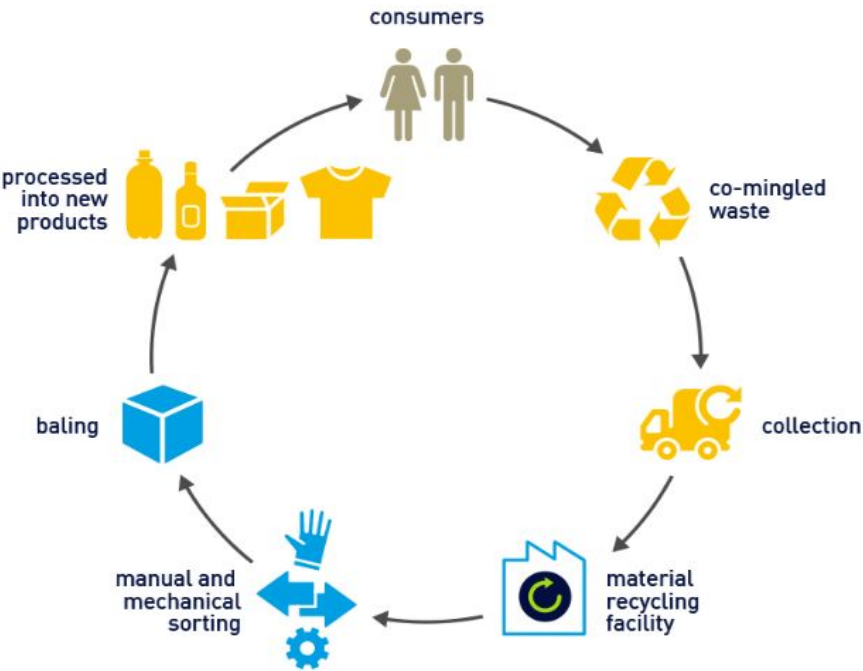 consumers
co-mingled
waste
collection
material
recycling
facility
manual and
mechanical
sorting
baling
processed
into new
products